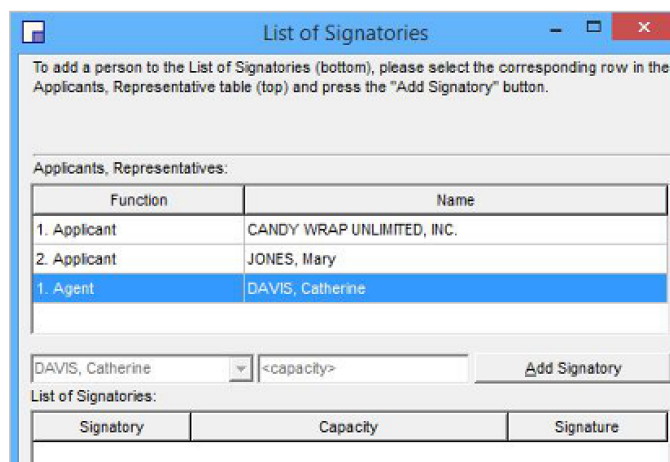 List of Signatories
To add a person to the List of Signatories (bottom), please select the corresponding row in the
Applicants, Representative table (top) and press the "Add Signatory" button.
Applicants, Representatives:
Function Name
1. Applicant CANDY WRAP UNLIMITED, INC.
2. Applicant JONES, Mary
1. Agent DAVIS, Catherine
DAVIS, Catherine <capacity> Add Signatory
List of Signatories:
Signatory Capacity Signature